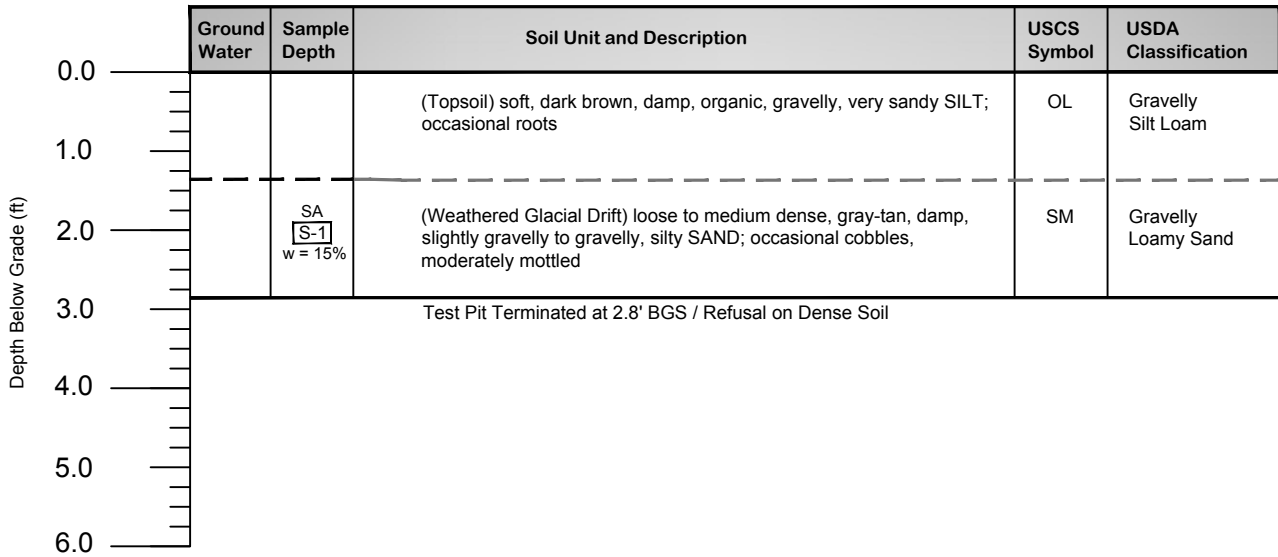 Ground Water
Sample Depth
Soil Unit and Description
USCS Symbol
USDA Classification
Depth Below Grade (ft)
0.0
(Topsoil) soft, dark brown, damp, organic, gravelly, very sandy SILT;
occasional roots
OL
Gravelly
Silt Loam
1.0
SA
S-1
w = 15%
(Weathered Glacial Drift) loose to medium dense, gray-tan, damp,
slightly gravelly to gravelly, silty SAND; occasional cobbles,
moderately mottled
SM
Gravelly
Loamy Sand
2.0
3.0
Test Pit Terminated at 2.8' BGS / Refusal on Dense Soil
4.0
5.0
6.0